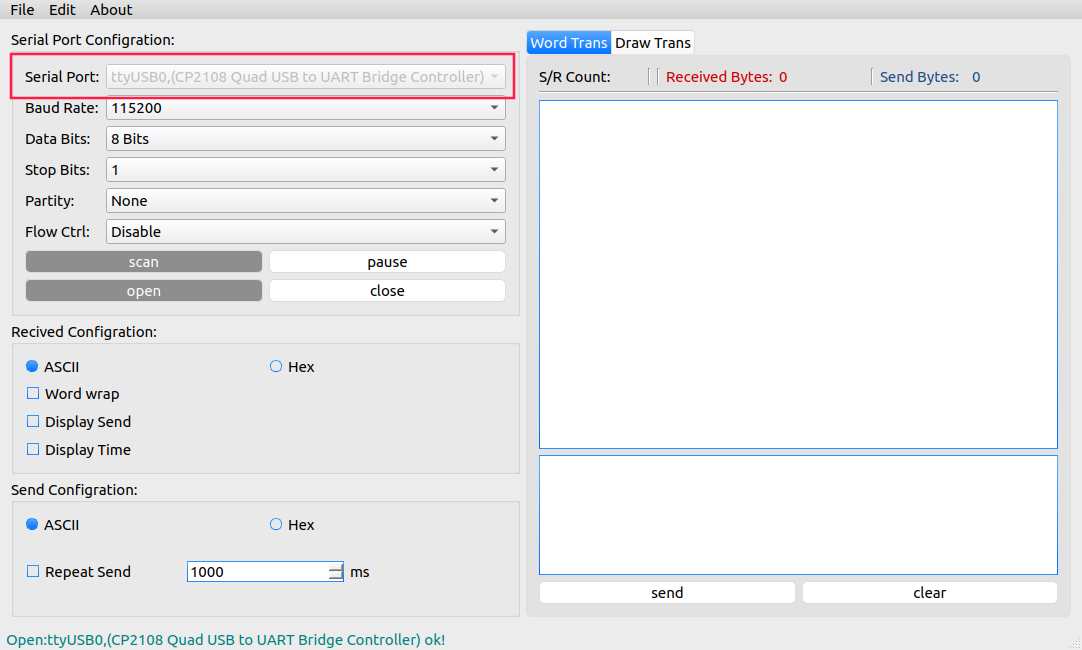 File Edit About
Serial Port Configration:
Serial Port: ttyUSB0,(CP2108 Quad USB to UART Bridge Controller)
Baud Rate: 115200
Data Bits: 8 Bits
Stop Bits: 1
Partity: None
Flow Ctrl: Disable
scan pause
open close
Recived Configration:
ASCII Hex
Word wrap
Display Send
Display Time
Send Configration:
ASCII Hex
Repeat Send 1000 ms
Word Trans Draw Trans
S/R Count: Received Bytes: 0 Send Bytes: 0
send clear
Open:ttyUSB0,(CP2108 Quad USB to UART Bridge Controller) ok!